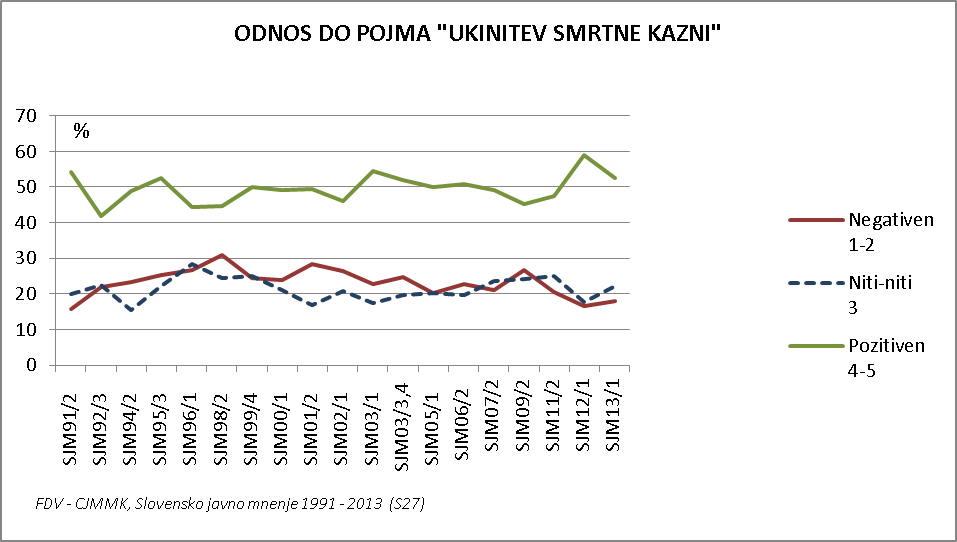 ODNOS DO POJMA "UKINITEV SMRTNE KAZNI"
%
70
60
50
40
30
20
10
0
SJM91/2
SJM92/3
SJM94/2
SJM95/3
SJM96/1
SJM98/2
SJM99/4
SJM00/1
SJM01/2
SJM02/1
SJM03/1
SJM03/3,4
SJM05/1
SJM06/2
SJM07/2
SJM09/2
SJM11/2
SJM12/1
SJM13/1
Negativen
1-2
Niti-niti
3
Pozitiven
4-5
FDV - CJMMK, Slovensko javno mnenje 1991 - 2013 (S27)